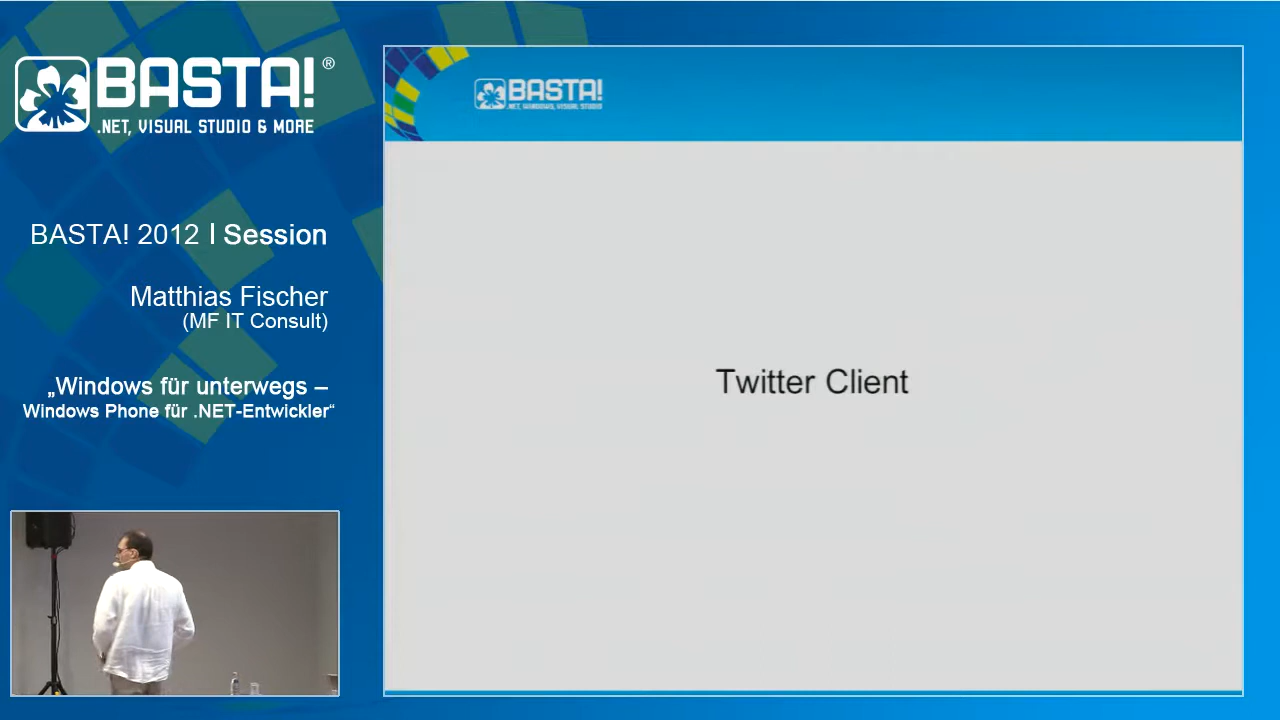 BASTA!®
.NET, VISUAL STUDIO & MORE
BASTA! 2012 | Session
Matthias Fischer
(MF IT Consult)
„Windows für unterwegs –
Windows Phone für .NET-Entwickler“
BASTA!
.NET, WINDOWS, VISUAL STUDIO
Twitter Client